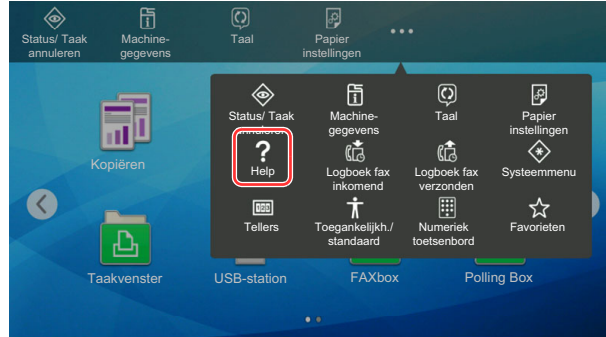 Status/ Taak
annuleren
Machine-
gegevens
Taal
Papier
instellingen
Status/ Taak
annuleren
Machine-
gegevens
Taal
Papier
instellingen
Kopiëren
Help
Logboek fax
inkomend
Logboek fax
verzonden
Systeemmenu
Tellers
Toegankelijkh./
standaard
Numeriek
toetsenbord
Favorieten
Taakvenster
USB-station
FAXbox
Polling Box